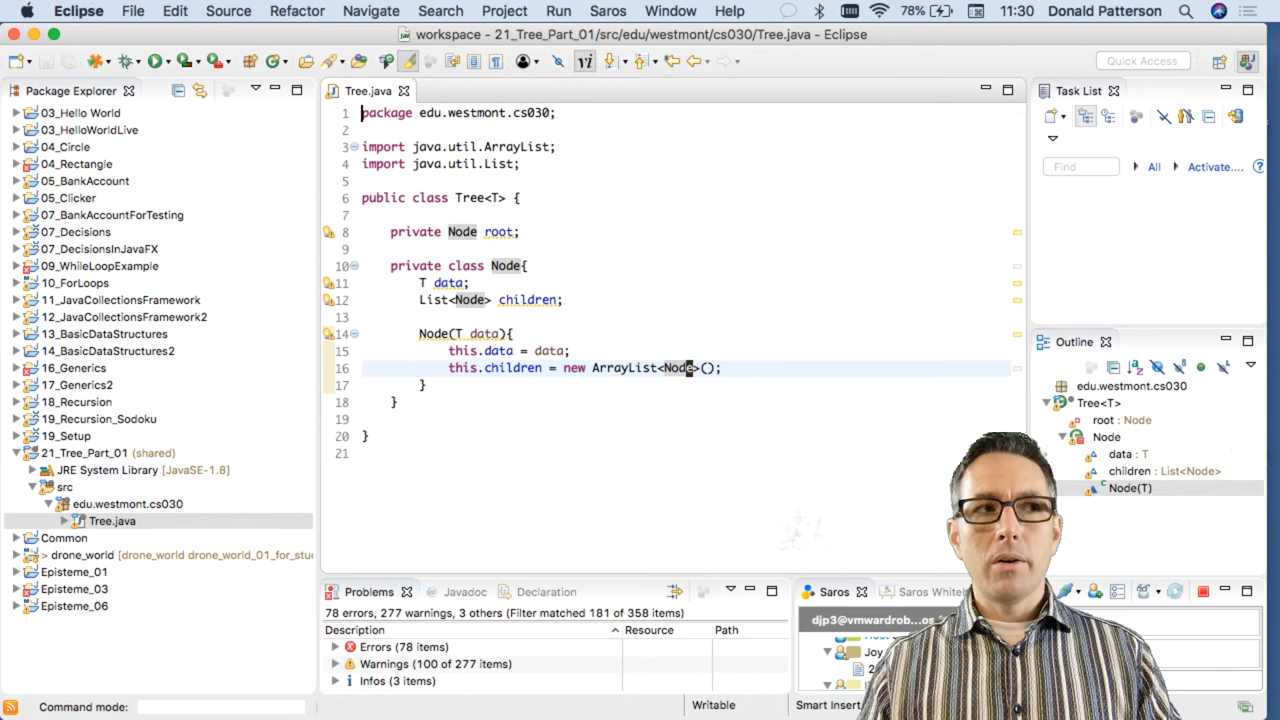 Eclipse File Edit Source Refactor Navigate Search Project Run Saros Window Help 78% 11:30 Donald Patterson
workspace - 21_Tree_Part_01/src/edu/westmont/cs030/Tree.java - Eclipse
Quick Access
Package Explorer
03_Hello World
03_HelloWorldLive
04_Circle
04_Rectangle
05_BankAccount
05_Clicker
07_BankAccountForTesting
07_Decisions
07_DecisionsInJavaFX
09_WhileLoopExample
10_ForLoops
11_JavaCollectionsFramework
12_JavaCollectionsFramework2
13_BasicDataStructures
14_BasicDataStructures2
16_Generics
17_Generics2
18_Recursion
19_Recursion_Sodoku
19_Setup
21_Tree_Part_01 (shared)
JRE System Library [JavaSE-1.8]
src
edu.westmont.cs030
Tree.java
Common
> drone_world [drone_world drone_world_01_for_stu
Episteme_01
Episteme_03
Episteme_06
Tree.java
1 package edu.westmont.cs030;
2
3 import java.util.ArrayList;
4 import java.util.List;
5
6 public class Tree<T> {
7
8 private Node root;
9
10 private class Node{
11 T data;
12 List<Node> children;
13
14 Node(T data){
15 this.data = data;
16 this.children = new ArrayList<Node>();
17 }
18 }
19
20 }
21
Task List
Find All Activate....
Outline
edu.westmont.cs030
Tree<T>
root : Node
Node
data : T
children : List<Node>
Node(T)
Problems Javadoc Declaration
78 errors, 277 warnings, 3 others (Filter matched 181 of 358 items)
Description Resource Path
Errors (78 items)
Warnings (100 of 277 items)
Infos (3 items)
Saros Saros Whiteb
djp3@vmwardrob...os
Joy
Command mode: Writable Smart Insert